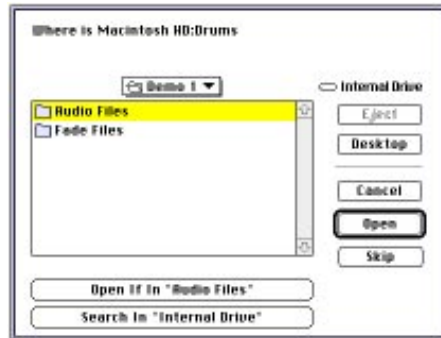 Where is Macintosh HD:Drums
Demo 1
Internal Drive
Audio Files
Fade Files
Eject
Desktop
Cancel
Open
Skip
Open If In "Audio Files"
Search In "Internal Drive"